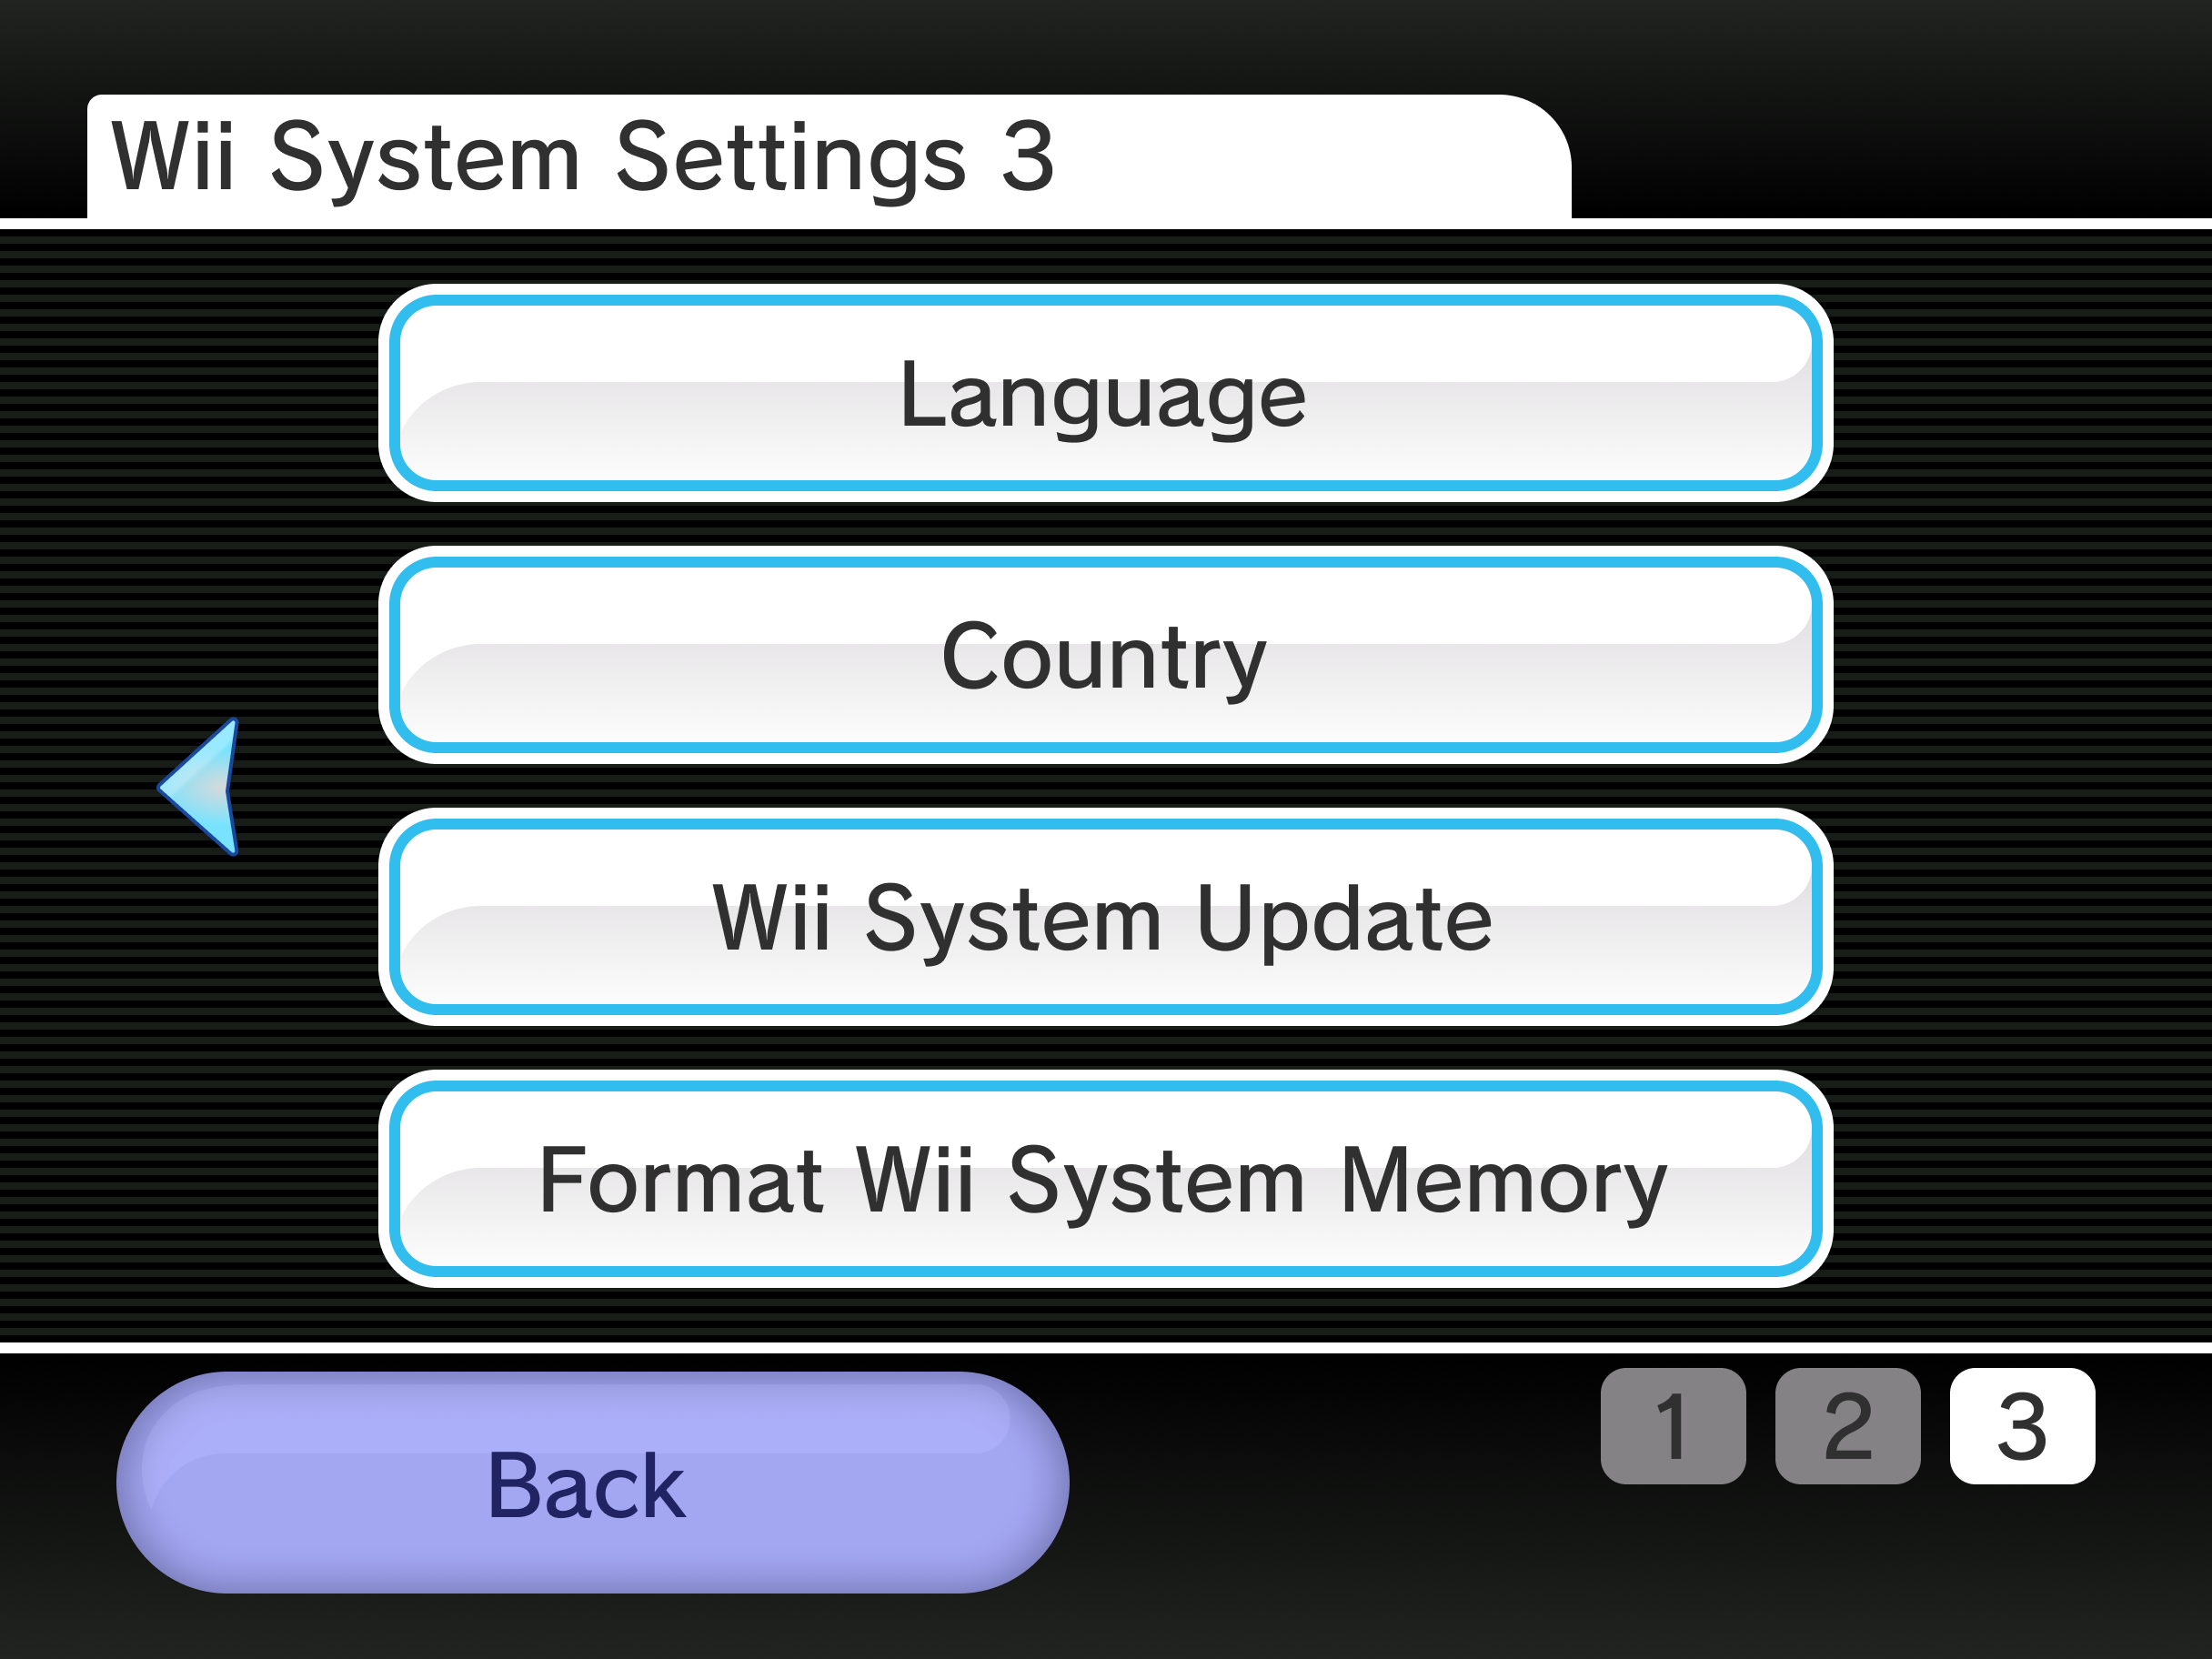 Wii System Settings 3
Language
Country
Wii System Update
Format Wii System Memory
Back
1 2 3